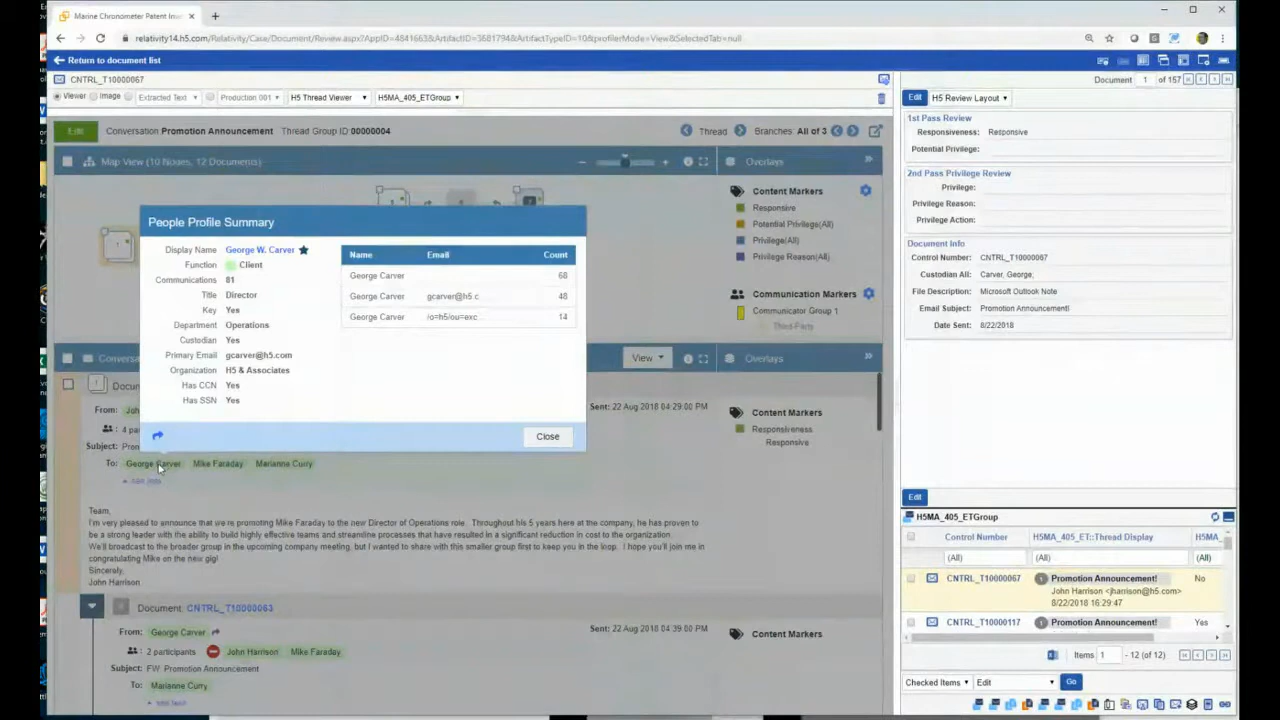 Marine Chronometer Patent Inv
relativity14.h5.com/Relativity/Case/Document/Review.aspx?AppID=4841663&ArtifactID=3681794&ArtifactTypeID=10&profilerMode=View&SelectedTab=null
Return to document list
CNTRL_T10000067
Document 1 of 157
Viewer Image Extracted Text Production 001 H5 Thread Viewer H5MA_405_ETGroup
Edit H5 Review Layout
Edit Conversation Promotion Announcement Thread Group ID 00000004 Thread Branches: All of 3
Map View (10 Nodes, 12 Documents) Overlays
Content Markers
Responsive
Potential Privilege(All)
Privilege(All)
Privilege Reason(All)
Communication Markers
Communicator Group 1
Third-Party
People Profile Summary
Display Name George W. Carver
Function Client
Communications 81
Title Director
Key Yes
Department Operations
Custodian Yes
Primary Email gcarver@h5.com
Organization H5 & Associates
Has CCN Yes
Has SSN Yes
Name Email Count
George Carver 68
George Carver gcarver@h5.c 48
George Carver /o=h5/ou=exc... 14
Close
View Overlays
Sent: 22 Aug 2018 04:29:00 PM
From:
Subject:
To: George Carver Mike Faraday Marianne Curry
see less
Content Markers
Responsiveness
Responsive
Team,
I'm very pleased to announce that we're promoting Mike Faraday to the new Director of Operations role. Throughout his 5 years here at the company, he has proven to
be a strong leader with the ability to build highly effective teams and streamline processes that have resulted in a significant reduction in cost to the organization.
We'll broadcast to the broader group in the upcoming company meeting, but I wanted to share with this smaller group first to keep you in the loop. I hope you'll join me in
congratulating Mike on the new gig!
Sincerely,
John Harrison
Document: CNTRL_T10000063
From: George Carver
Sent: 22 Aug 2018 04:39:00 PM
Content Markers
2 participants John Harrison Mike Faraday
Subject: FW: Promotion Announcement
To: Marianne Curry
see less
1st Pass Review
Responsiveness: Responsive
Potential Privilege:
2nd Pass Privilege Review
Privilege:
Privilege Reason:
Privilege Action:
Document Info
Control Number: CNTRL_T10000067
Custodian All: Carver, George;
File Description: Microsoft Outlook Note
Email Subject: Promotion Announcement!
Date Sent: 8/22/2018
Edit
H5MA_405_ETGroup
Control Number H5MA_405_ET::Thread Display H5MA_
(All) (All) (All)
CNTRL_T10000067 1 Promotion Announcement! No
John Harrison <jharrison@h5.com>
8/22/2018 16:29:47
CNTRL_T10000117 1 Promotion Announcement! Yes
Items 1 - 12 (of 12)
Checked Items Edit Go